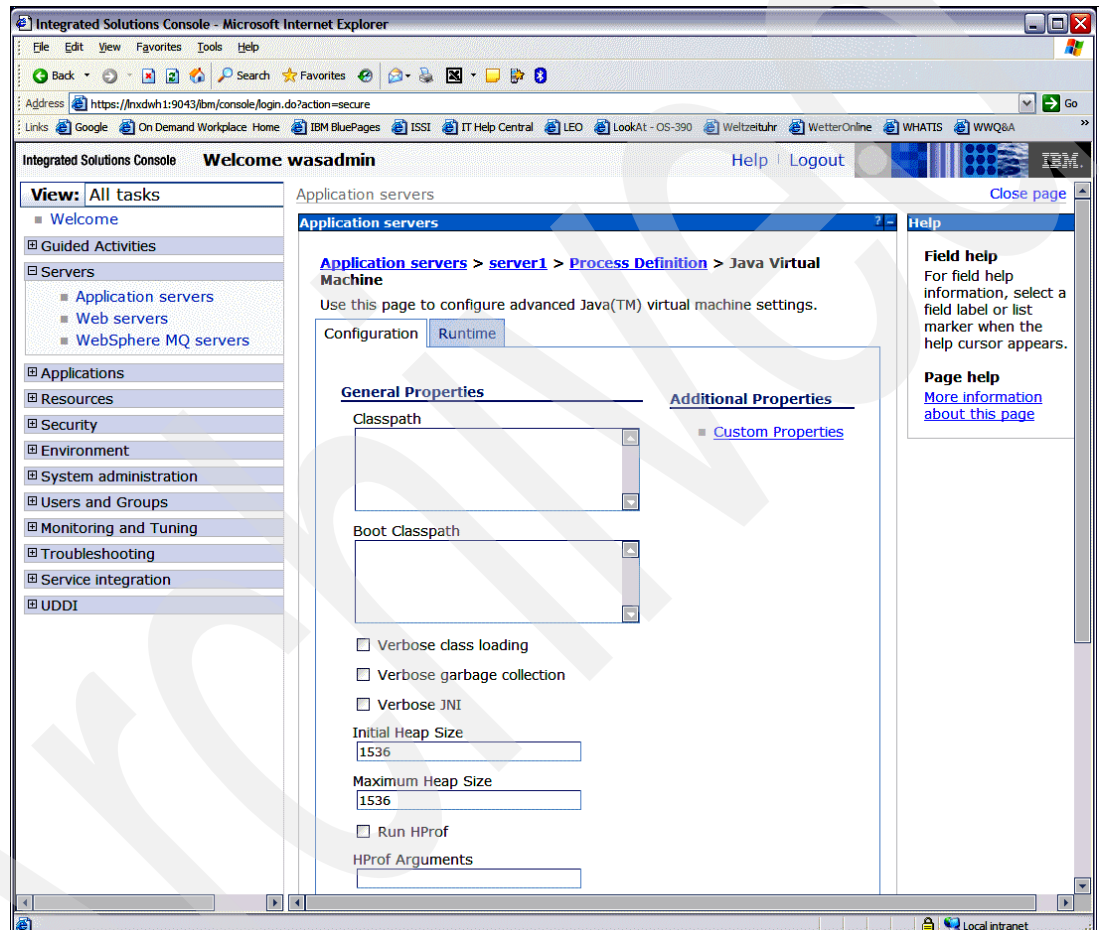 Integrated Solutions Console - Microsoft Internet Explorer
File Edit View Favorites Tools Help
Back Search Favorites
Address https://lnxdwh1:9043/ibm/console/login.do?action=secure Go
Links Google On Demand Workplace Home IBM BluePages ISSI IT Help Central LEO LookAt - OS-390 Weltzeituhr WetterOnline WHATIS WWQ&A »
Integrated Solutions Console Welcome wasadmin Help Logout IBM.
View: All tasks
Welcome
Guided Activities
Servers
Application servers
Web servers
WebSphere MQ servers
Applications
Resources
Security
Environment
System administration
Users and Groups
Monitoring and Tuning
Troubleshooting
Service integration
UDDI
Application servers Close page
Application servers ? -
Application servers > server1 > Process Definition > Java Virtual
Machine
Use this page to configure advanced Java(TM) virtual machine settings.
Configuration Runtime
General Properties
Classpath
Boot Classpath
Verbose class loading
Verbose garbage collection
Verbose JNI
Initial Heap Size
1536
Maximum Heap Size
1536
Run HProf
HProf Arguments
Additional Properties
Custom Properties
Help
Field help
For field help
information, select a
field label or list
marker when the
help cursor appears.
Page help
More information
about this page
Local intranet